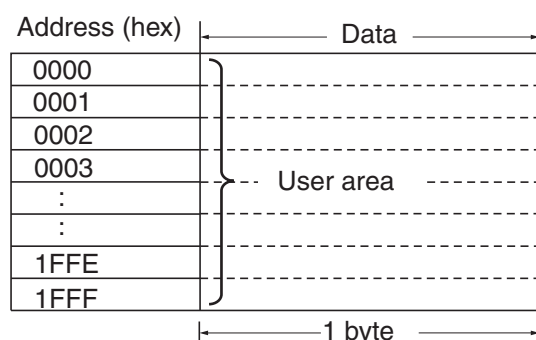 Address (hex) Data
0000
0001
0002
0003
User area
:
:
1FFE
1FFF
1 byte